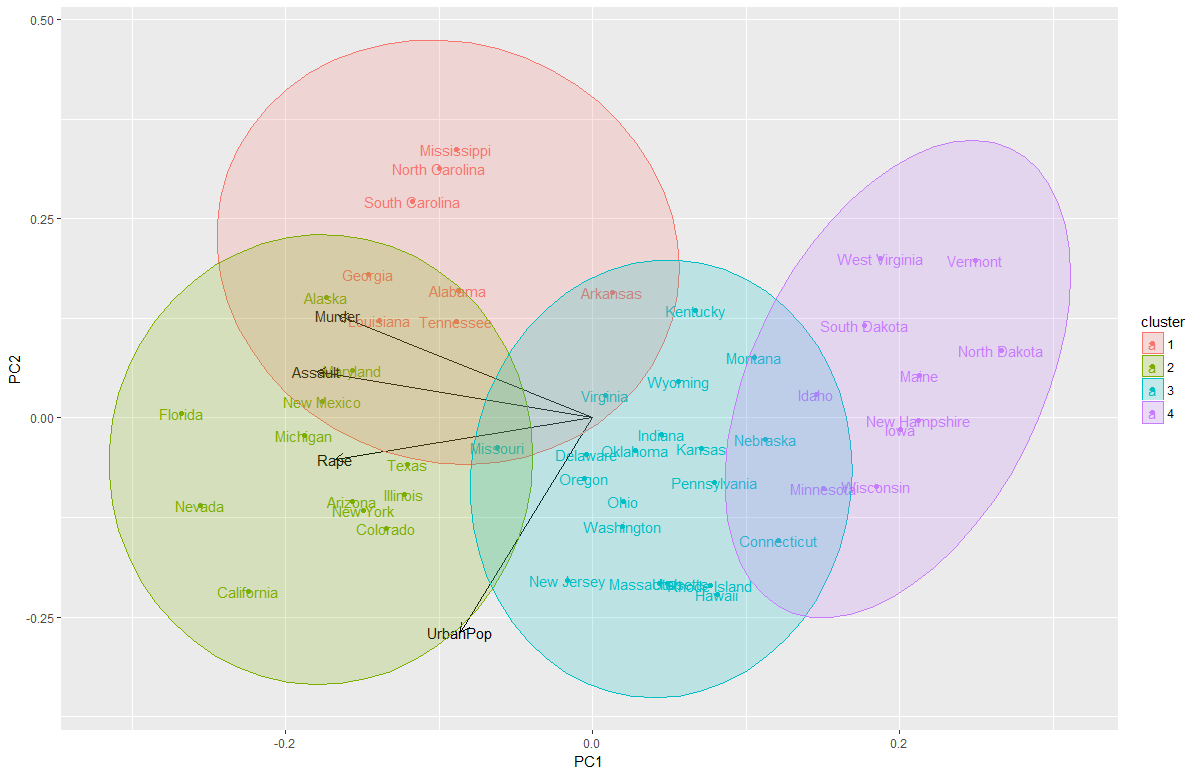 0.50
0.25
0.00
-0.25
PC2
-0.2
0.0
0.2
PC1
Mississippi
North Carolina
South Carolina
Georgia
Alabama
Arkansas
Alaska
Murder
Louisiana
Tennessee
Kentucky
Assault
Maryland
New Mexico
Florida
Michigan
Rape
Texas
Missouri
Nevada
Arizona
Illinois
New York
Colorado
California
UrbanPop
Montana
Wyoming
Virginia
Indiana
Delaware
Oklahoma
Kansas
Nebraska
Oregon
Pennsylvania
Ohio
Washington
Connecticut
New Jersey
Massachusetts
Rhode Island
Hawaii
West Virginia
Vermont
South Dakota
North Dakota
Maine
Idaho
New Hampshire
Iowa
Minnesota
Wisconsin
cluster
a 1
a 2
a 3
a 4